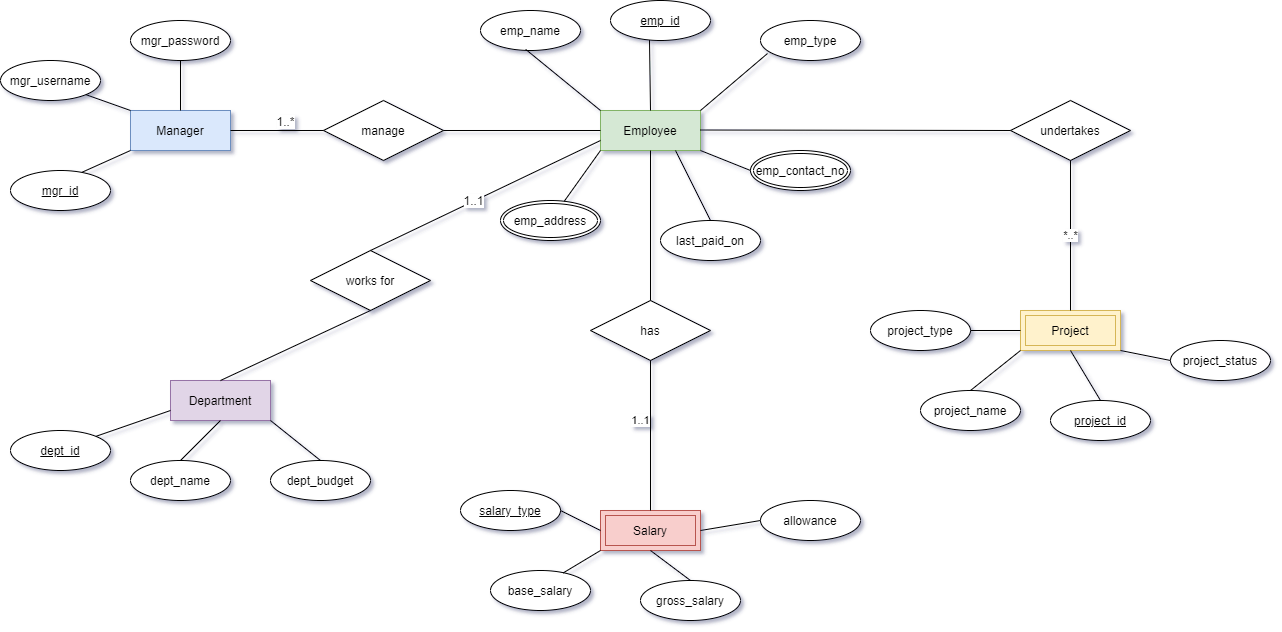 emp_id
emp_name
mgr_password
emp_type
mgr_username
1..*
Manager
manage
Employee
undertakes
emp_contact_no
mgr_id
1..1
emp_address
last_paid_on
*..*
works for
has
project_type
Project
project_status
Department
project_name
project_id
1..1
dept_id
dept_name
dept_budget
salary_type
Salary
allowance
base_salary
gross_salary